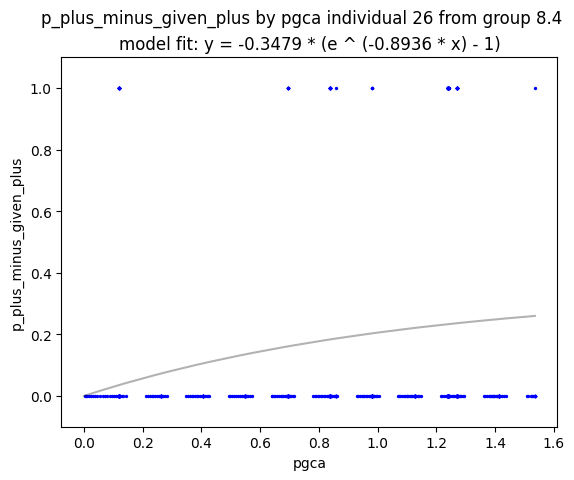 p_plus_minus_given_plus by pgca individual 26 from group 8.4
model fit: y = -0.3479 * (e ^ (-0.8936 * x) - 1)
p_plus_minus_given_plus
1.0
0.8
0.6
0.4
0.2
0.0
0.0 0.2 0.4 0.6 0.8 1.0 1.2 1.4 1.6
pgca